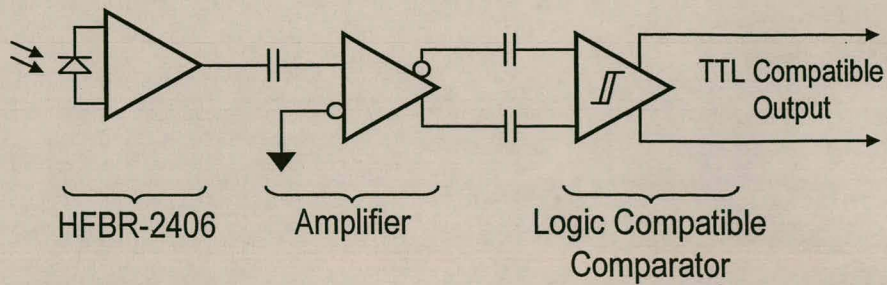 TTL Compatible
Output
HFBR-2406
Amplifier
Logic Compatible
Comparator